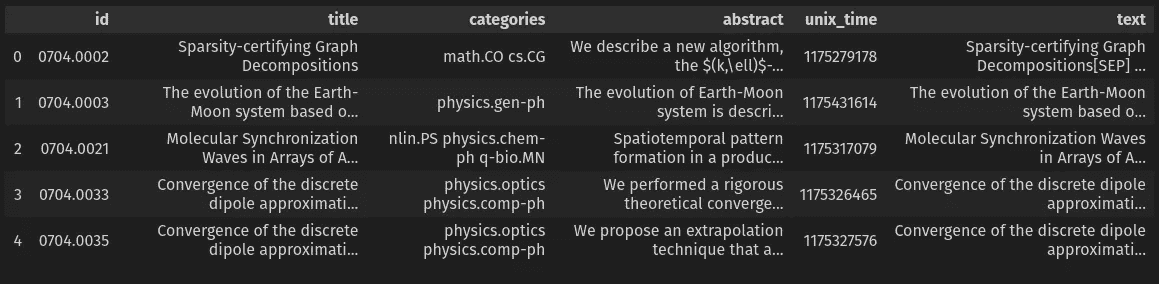 id title categories abstract unix_time text
Sparsity-certifying Graph We describe a new algorithm, Sparsity-certifying Graph
0 0704.0002 math.CO cs.CG 1175279178
Decompositions the $(k,\ell)$-... Decompositions[SEP] ...
The evolution of the Earth- The evolution of Earth-Moon The evolution of the Earth-Moon
1 0704.0003 physics.gen-ph 1175431614
Moon system based o... system is descri... system based o...
Molecular Synchronization nlin.PS physics.chem- Spatiotemporal pattern Molecular Synchronization Waves
2 0704.0021 1175317079
Waves in Arrays of A... ph q-bio.MN formation in a produc... in Arrays of A...
Convergence of the discrete physics.optics We performed a rigorous Convergence of the discrete dipole
3 0704.0033 1175326465
dipole approximati... physics.comp-ph theoretical converge... approximati...
Convergence of the discrete physics.optics We propose an extrapolation Convergence of the discrete dipole
4 0704.0035 1175327576
dipole approximati... physics.comp-ph technique that a... approximati...